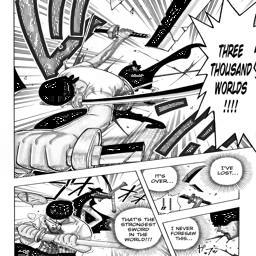 THREE
THOUSAND
WORLDS
!!!!
IT'S
OVER...
I'VE
LOST...
THAT'S THE
STRONGEST
SWORD
IN THE
WORLD!!!
I NEVER
FORESAW
THIS...